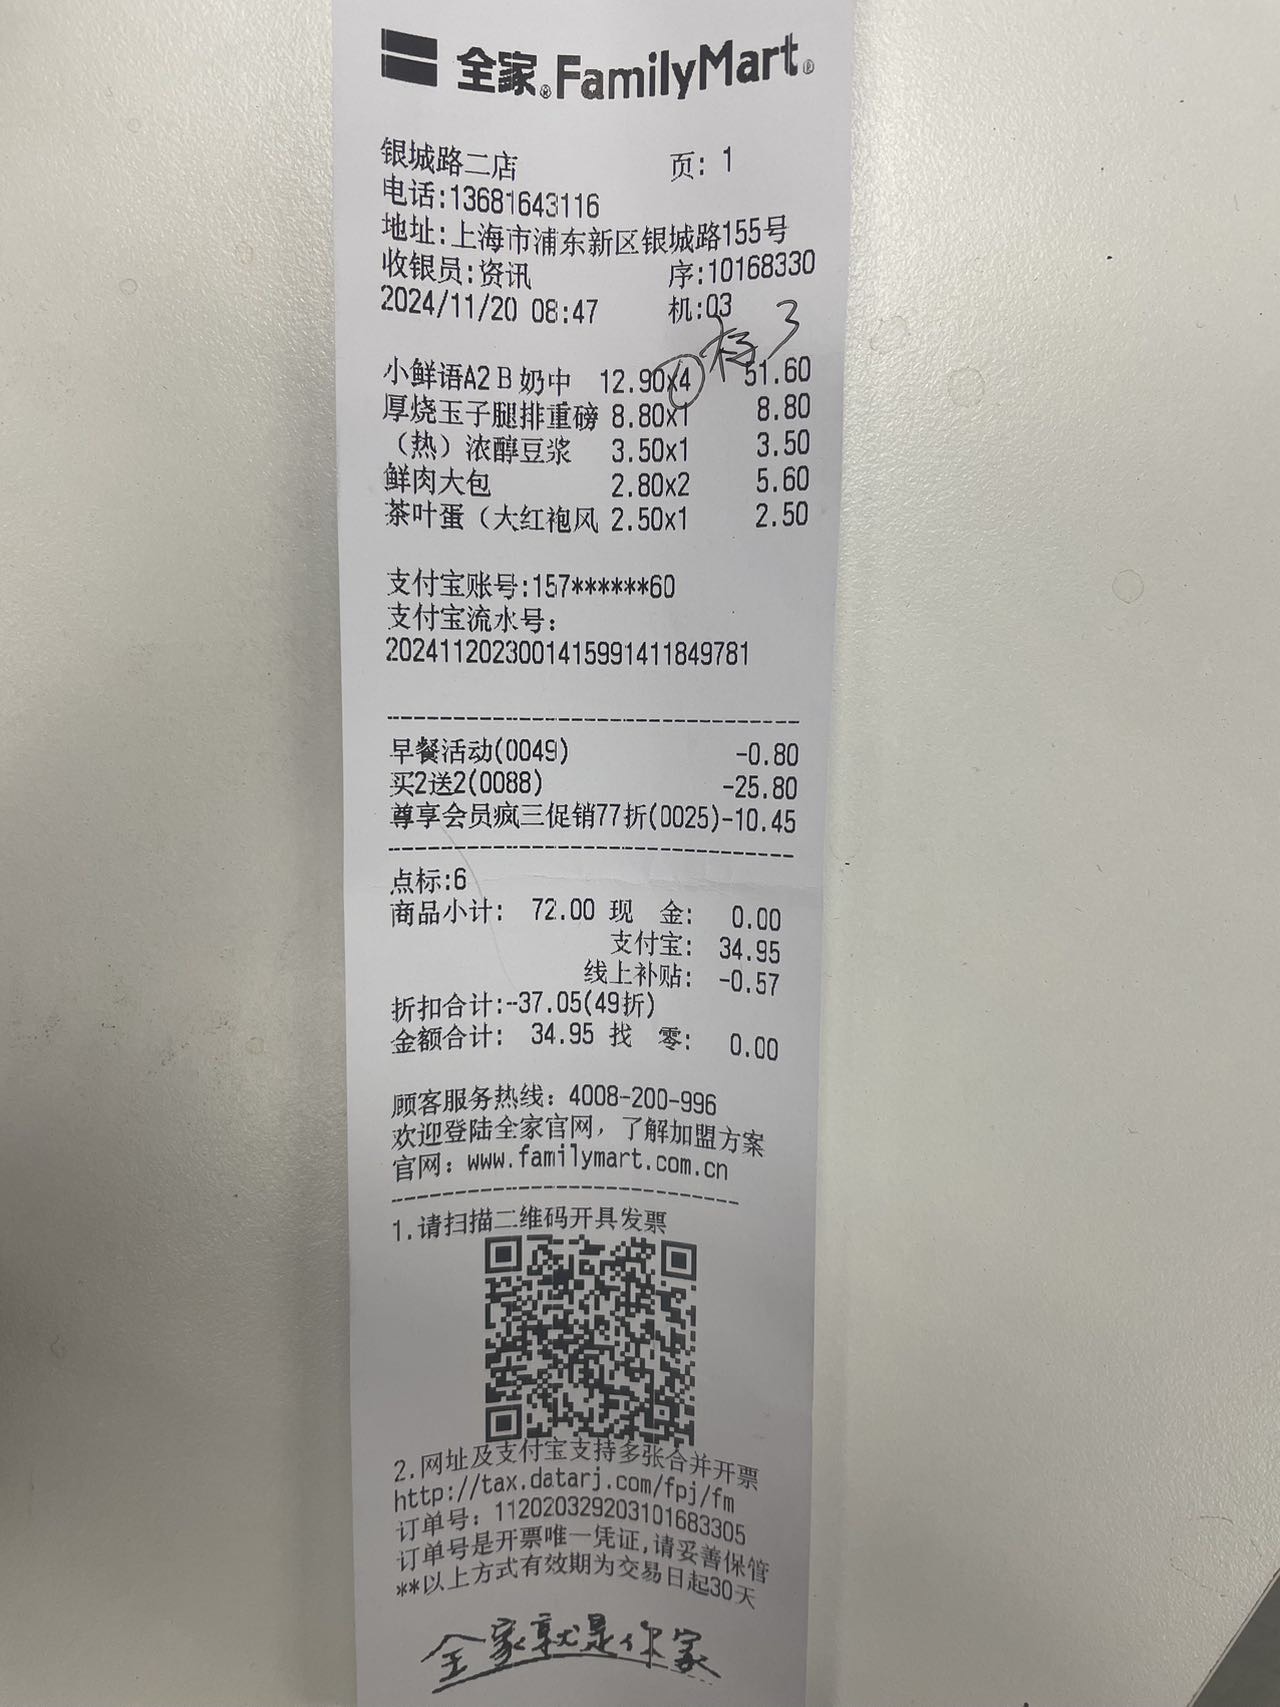 全家®FamilyMart®
银城路二店 页: 1
电话:13681643116
地址:上海市浦东新区银城路155号
收银员:资讯 序:10168330
2024/11/20 08:47 机:03
存3
小鲜语A2B奶中 12.90x4 51.60
厚烧玉子腿排重磅 8.80x1 8.80
（热）浓醇豆浆 3.50x1 3.50
鲜肉大包 2.80x2 5.60
茶叶蛋（大红袍风 2.50x1 2.50
支付宝账号:157******60
支付宝流水号:
2024112023001415991411849781
早餐活动(0049) -0.80
买2送2(0088) -25.80
尊享会员疯三促销77折(0025)-10.45
点标:6
商品小计: 72.00 现 金: 0.00
支付宝: 34.95
线上补贴: -0.57
折扣合计:-37.05(49折)
金额合计: 34.95 找 零: 0.00
顾客服务热线: 4008-200-996
欢迎登陆全家官网，了解加盟方案
官网: www.familymart.com.cn
1.请扫描二维码开具发票
2.网址及支付宝支持多张合并开票
http://tax.datarj.com/fpj/fm
订单号: 112020329203101683305
订单号是开票唯一凭证,请妥善保管
**以上方式有效期为交易日起30天
全家就是你家